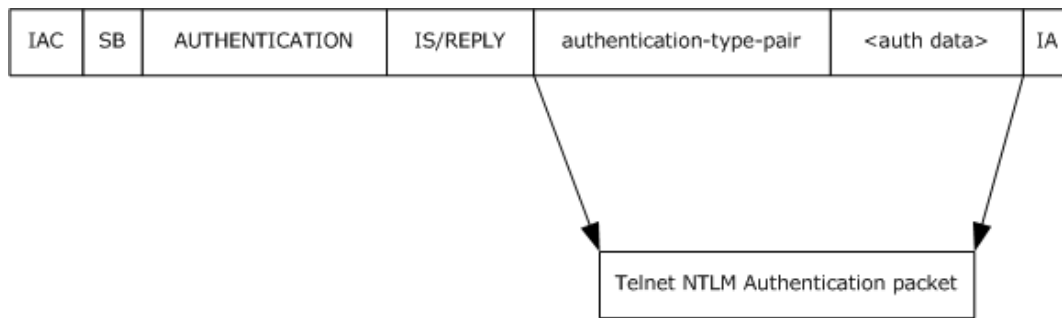 IAC SB AUTHENTICATION IS/REPLY authentication-type-pair <auth data> IA
Telnet NTLM Authentication packet